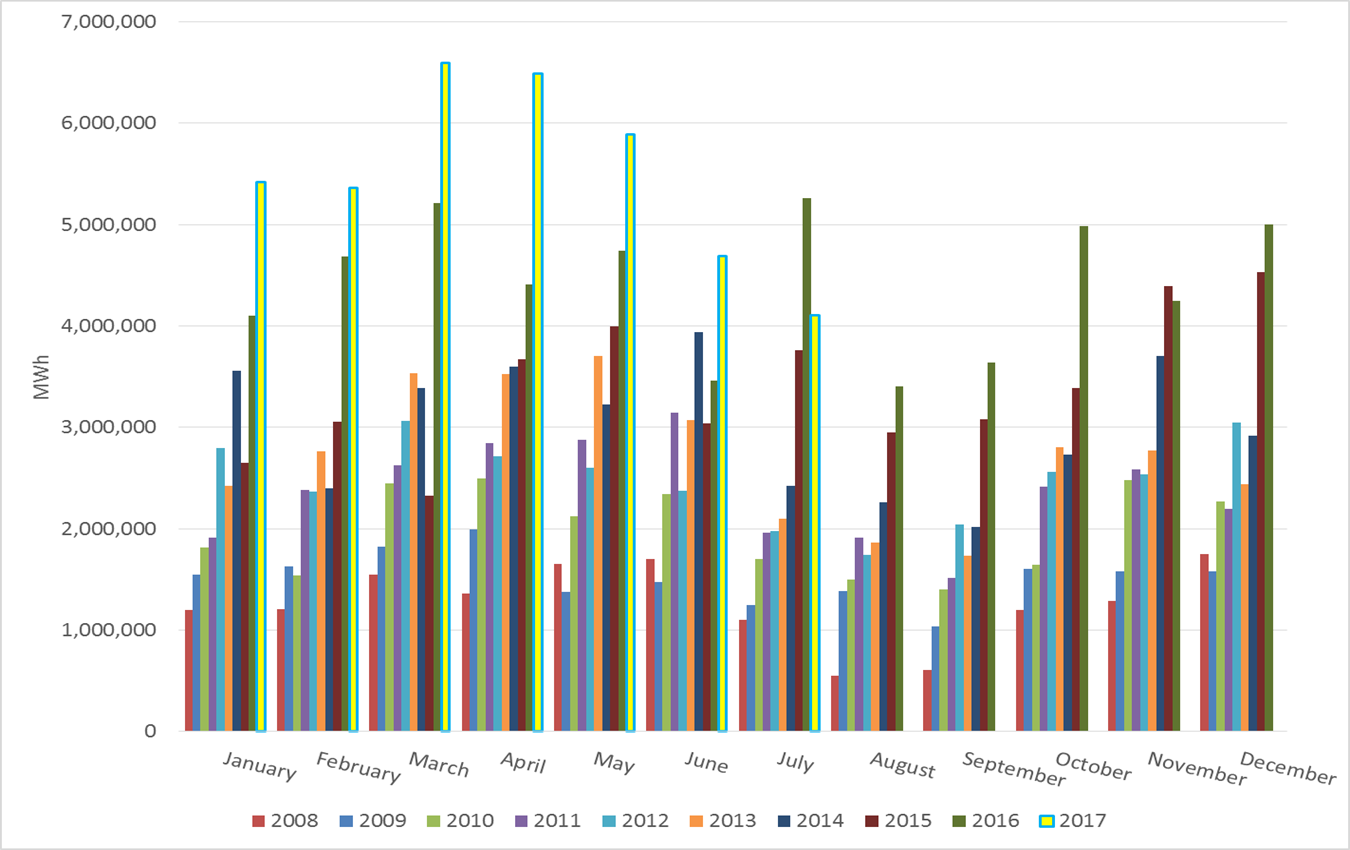 7,000,000
6,000,000
5,000,000
4,000,000
3,000,000
2,000,000
1,000,000
0
MWh
January February March April May June July August September October November December
2008 2009 2010 2011 2012 2013 2014 2015 2016 2017